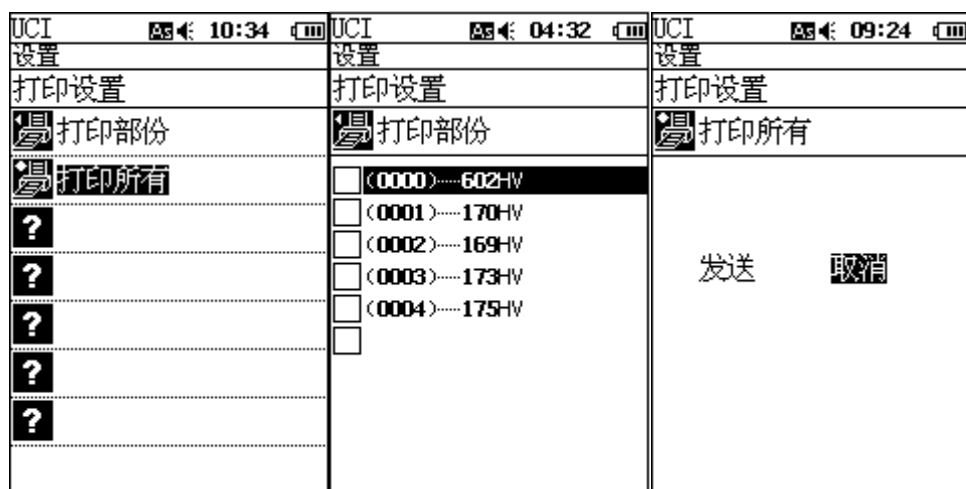 UCI As 10:34
设置
打印设置
打印部份
打印所有
?
?
?
?
?
UCI As 04:32
设置
打印设置
打印部份
(0000)·····602HV
(0001)·····170HV
(0002)·····169HV
(0003)·····173HV
(0004)·····175HV
UCI As 09:24
设置
打印设置
打印所有
发送 取消